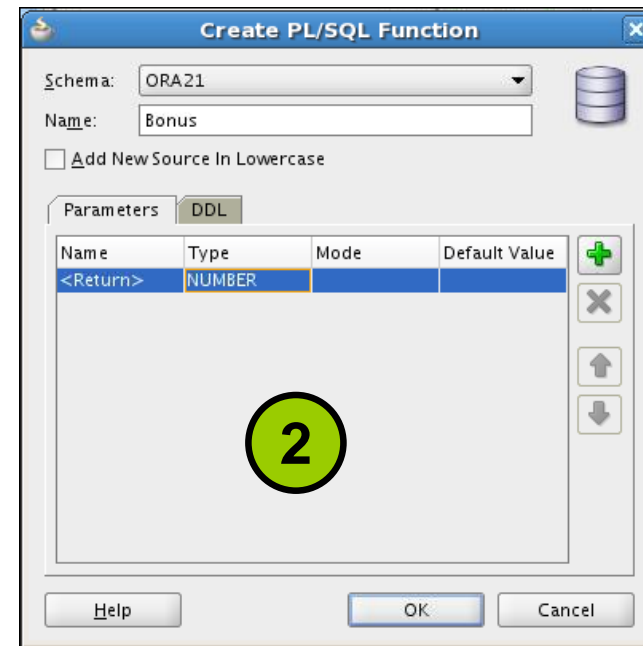 Create PL/SQL Function
Schema: ORA21
Name: Bonus
Add New Source In Lowercase
Parameters DDL
Name Type Mode Default Value
<Return> NUMBER
2
Help OK Cancel